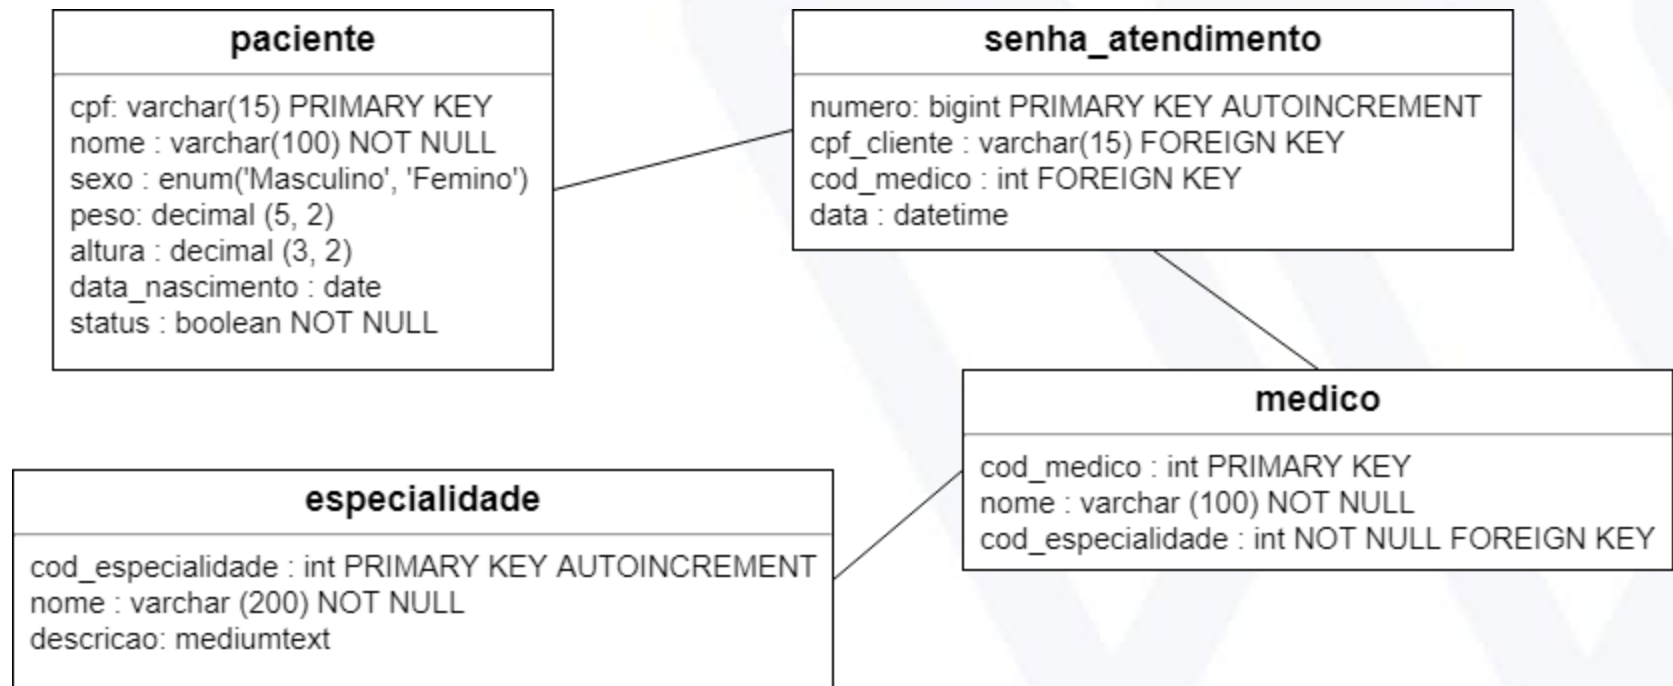 paciente
cpf: varchar(15) PRIMARY KEY
nome : varchar(100) NOT NULL
sexo : enum('Masculino', 'Femino')
peso: decimal (5, 2)
altura : decimal (3, 2)
data_nascimento : date
status : boolean NOT NULL
senha_atendimento
numero: bigint PRIMARY KEY AUTOINCREMENT
cpf_cliente : varchar(15) FOREIGN KEY
cod_medico : int FOREIGN KEY
data : datetime
medico
cod_medico : int PRIMARY KEY
nome : varchar (100) NOT NULL
cod_especialidade : int NOT NULL FOREIGN KEY
especialidade
cod_especialidade : int PRIMARY KEY AUTOINCREMENT
nome : varchar (200) NOT NULL
descricao: mediumtext